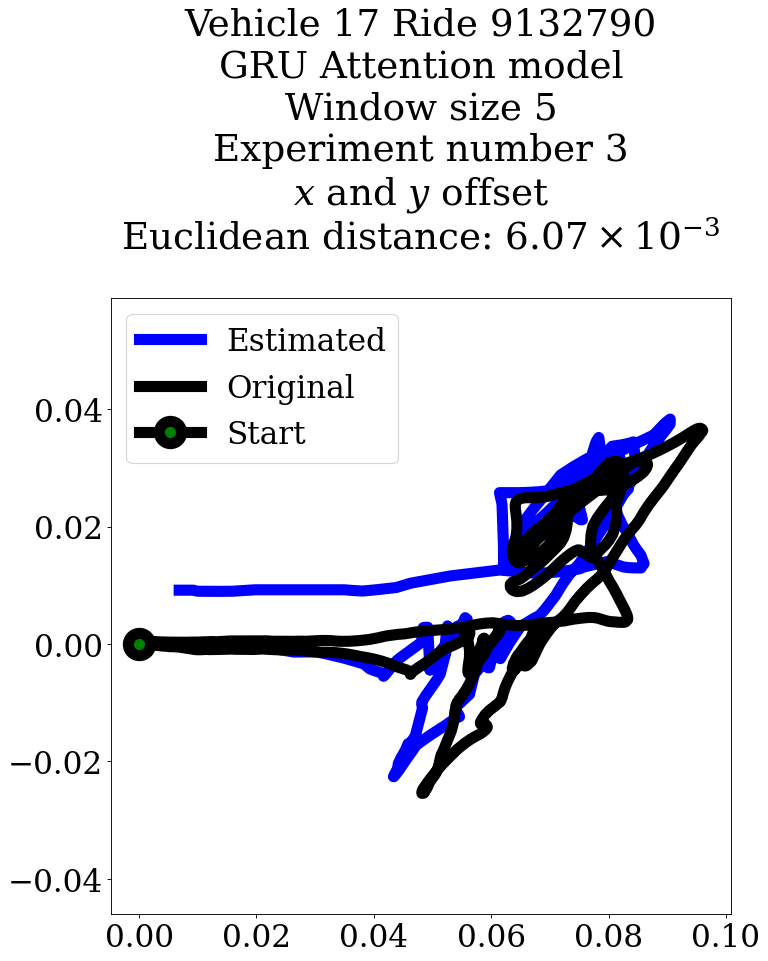 Vehicle 17 Ride 9132790
GRU Attention model
Window size 5
Experiment number 3
x and y offset
Euclidean distance: 6.07 × 10⁻³
Estimated
Original
Start
0.04
0.02
0.00
−0.02
−0.04
0.00 0.02 0.04 0.06 0.08 0.10